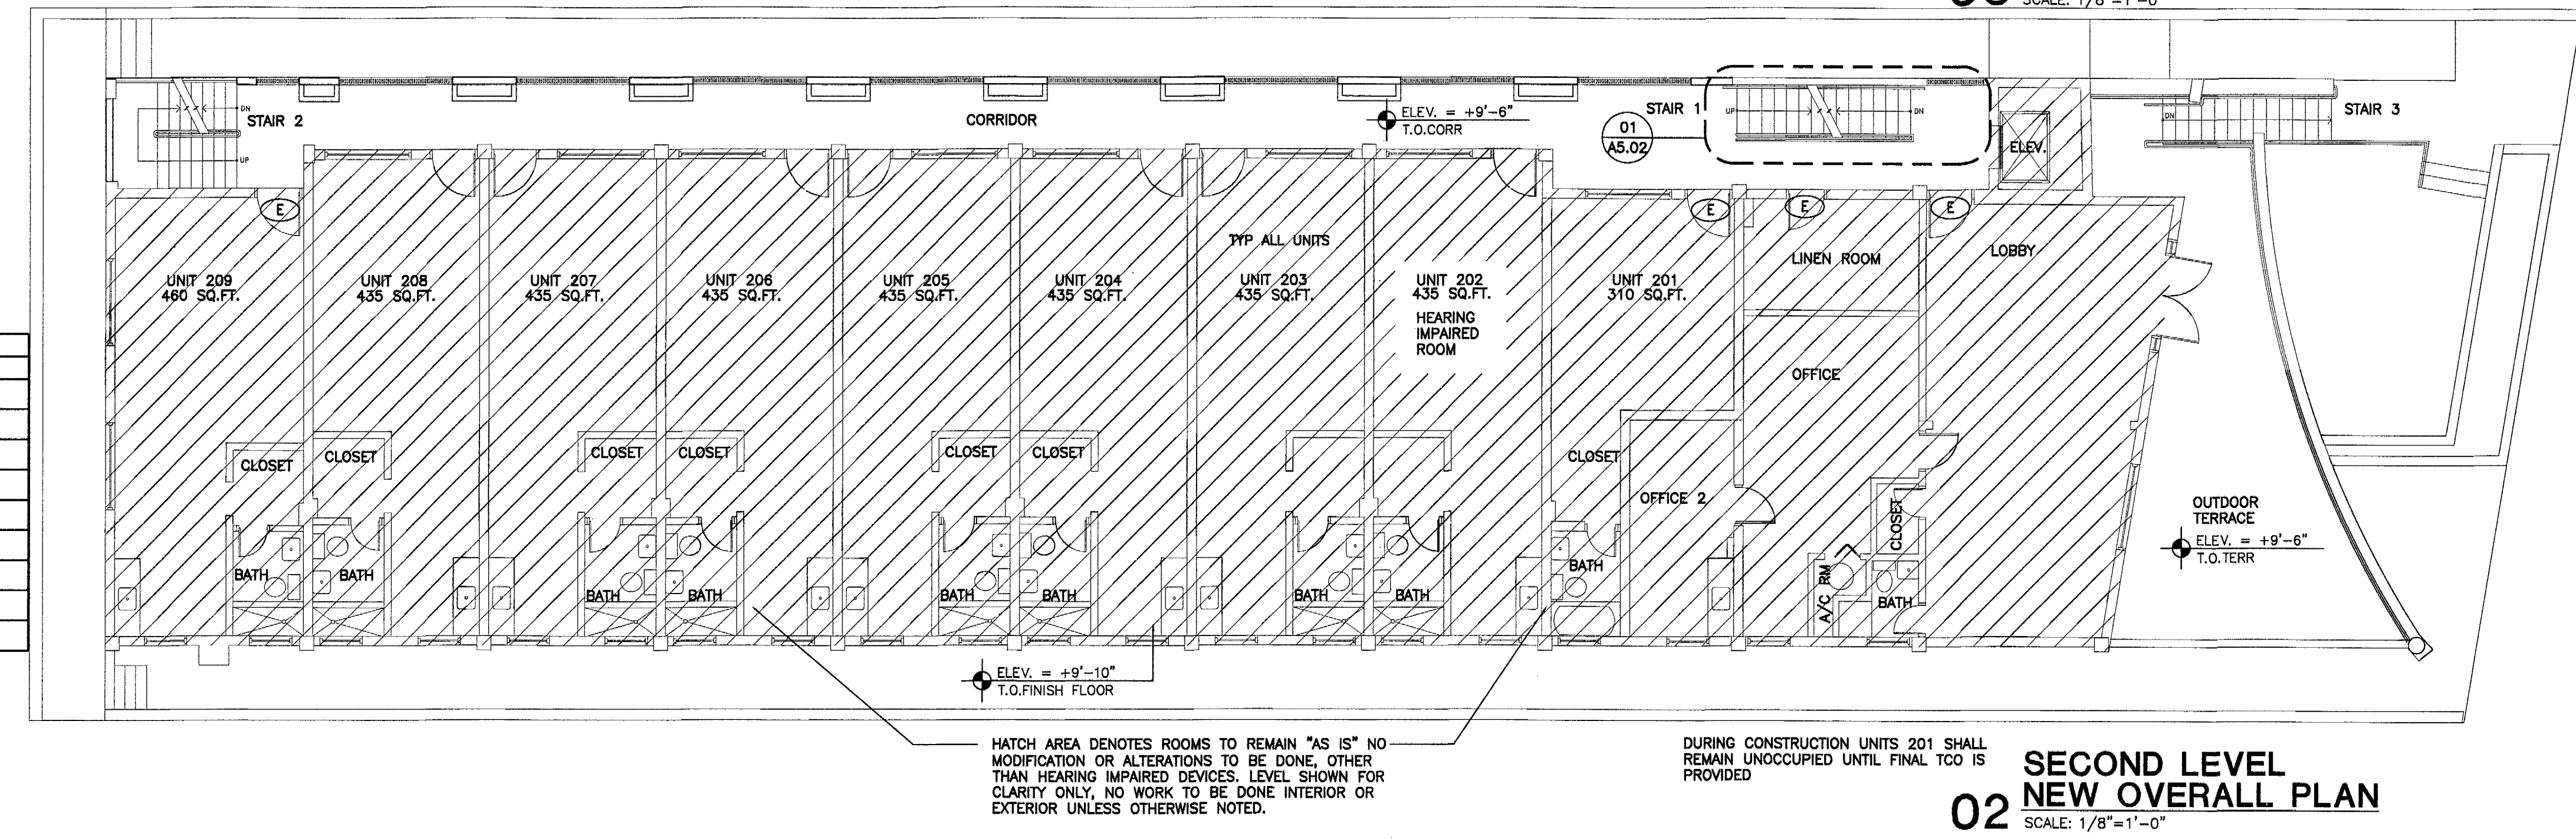 SCALE: 1/8"=1'-0"
DN
STAIR 2
UP
CORRIDOR
ELEV. = +9'-6"
T.O.CORR
STAIR 1
UP
DN
01
A5.02
ELEV.
DN
STAIR 3
E
E
E
E
TYP ALL UNITS
LINEN ROOM
LOBBY
UNIT 209
460 SQ.FT.
UNIT 208
435 SQ.FT.
UNIT 207
435 SQ.FT.
UNIT 206
435 SQ.FT.
UNIT 205
435 SQ.FT.
UNIT 204
435 SQ.FT.
UNIT 203
435 SQ.FT.
UNIT 202
435 SQ.FT.
HEARING
IMPAIRED
ROOM
UNIT 201
310 SQ.FT.
OFFICE
CLOSET
CLOSET
CLOSET
CLOSET
CLOSET
CLOSET
CLOSET
OFFICE 2
CLOSET
OUTDOOR
TERRACE
ELEV. = +9'-6"
T.O.TERR
BATH
BATH
BATH
BATH
BATH
BATH
BATH
BATH
BATH
A/C RM
BATH
ELEV. = +9'-10"
T.O.FINISH FLOOR
HATCH AREA DENOTES ROOMS TO REMAIN "AS IS" NO
MODIFICATION OR ALTERATIONS TO BE DONE, OTHER
THAN HEARING IMPAIRED DEVICES. LEVEL SHOWN FOR
CLARITY ONLY, NO WORK TO BE DONE INTERIOR OR
EXTERIOR UNLESS OTHERWISE NOTED.
DURING CONSTRUCTION UNITS 201 SHALL
REMAIN UNOCCUPIED UNTIL FINAL TCO IS
PROVIDED
02
SECOND LEVEL
NEW OVERALL PLAN
SCALE: 1/8"=1'-0"